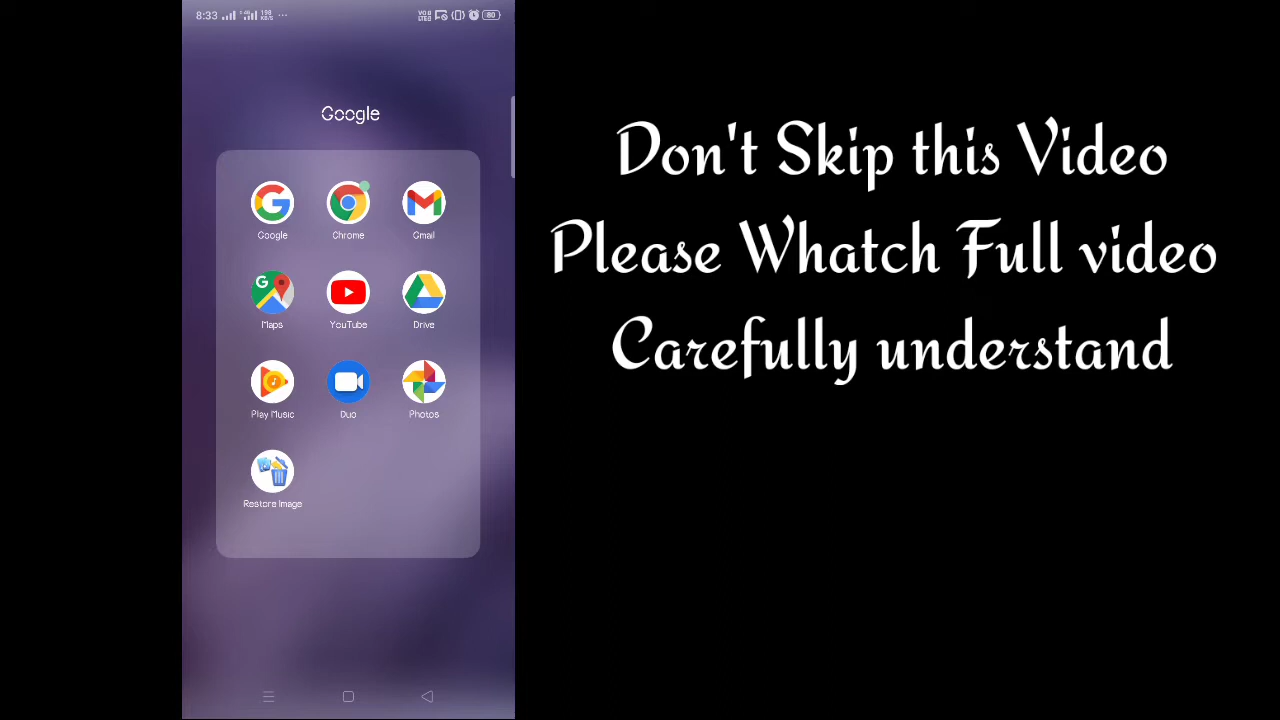 8:33
Google
Google Chrome Gmail
Maps YouTube Drive
Play Music Duo Photos
Restore Image
80
Don't Skip this Video
Please Whatch Full video
Carefully understand